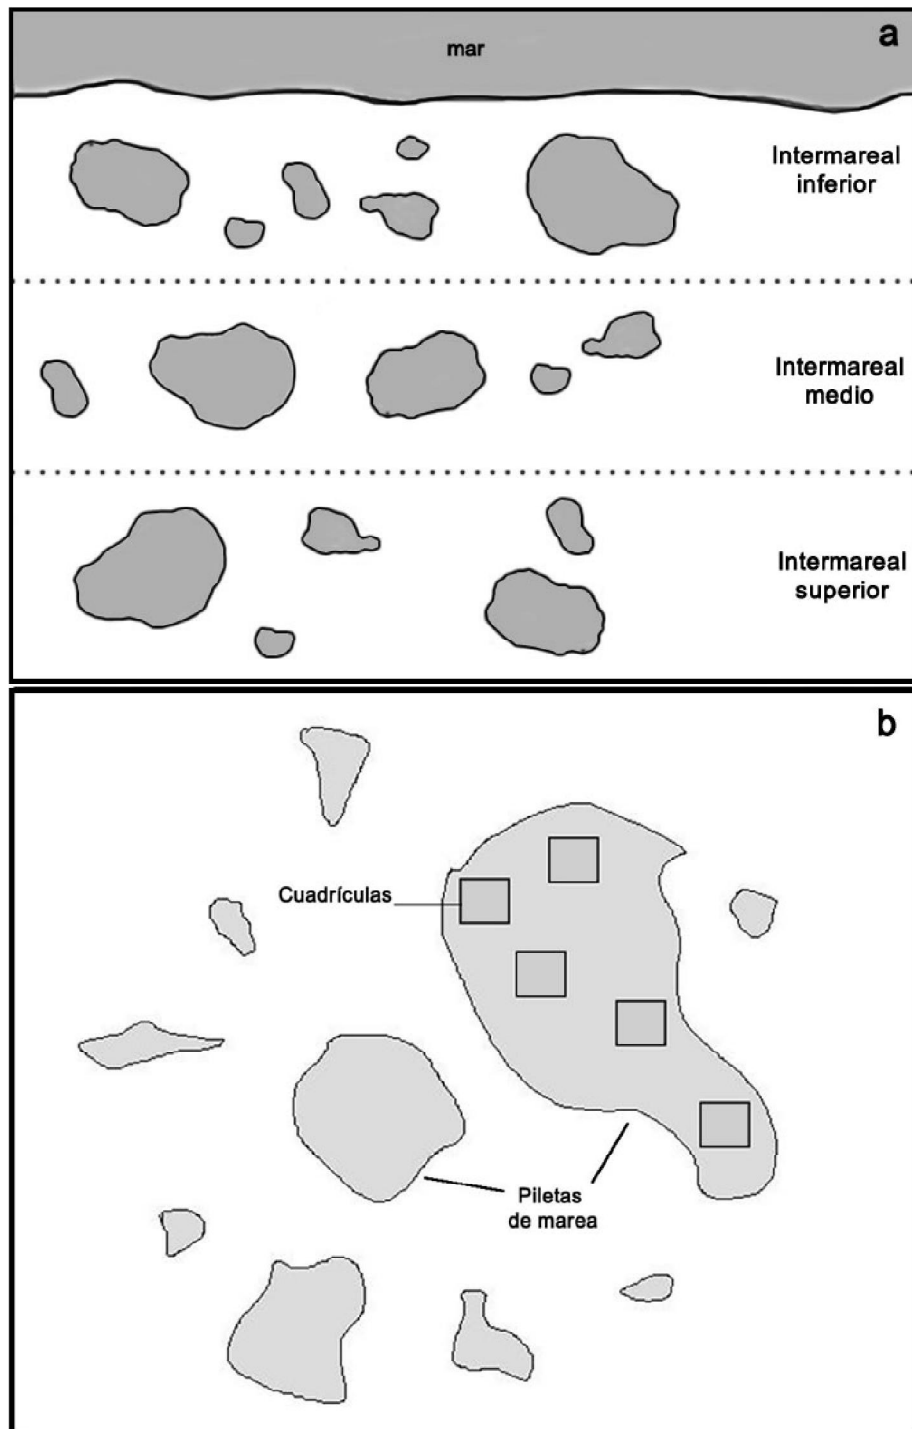 a
mar
Intermareal
inferior
Intermareal
medio
Intermareal
superior
b
Cuadrículas
Piletas
de marea